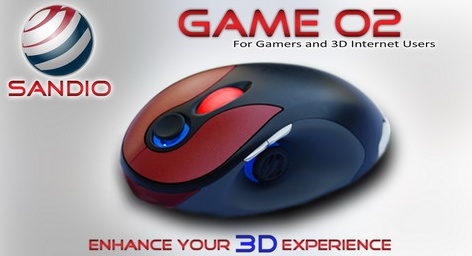 GAME O2
For Gamers and 3D Internet Users
SANDIO
ENHANCE YOUR 3D EXPERIENCE